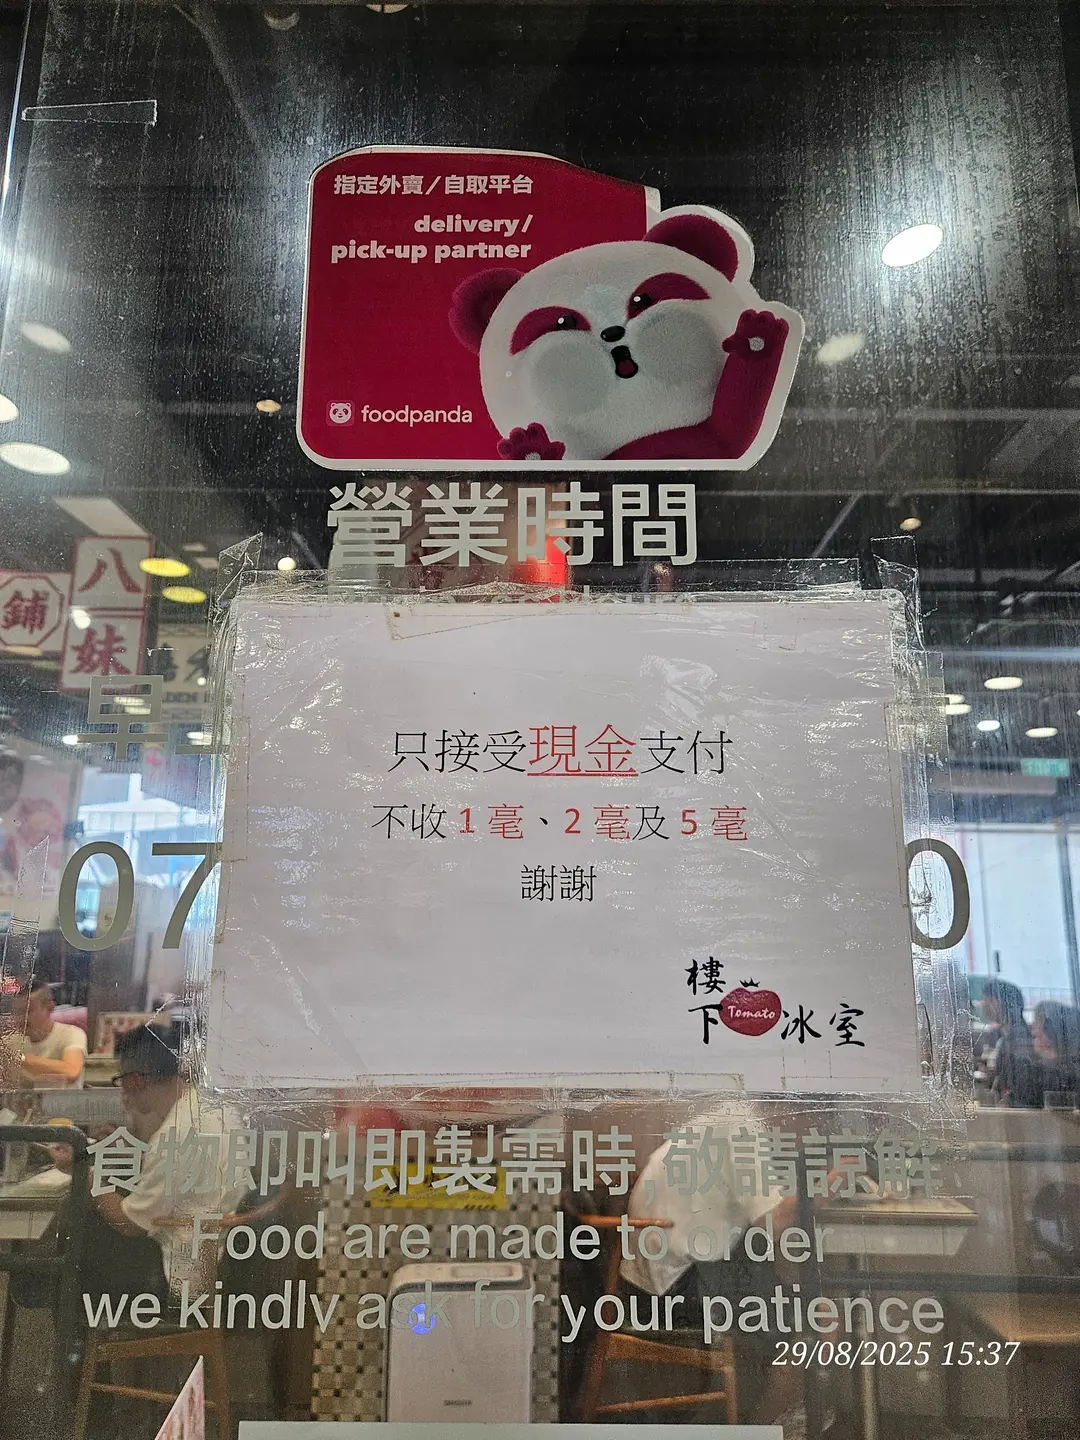 指定外賣／自取平台
delivery/
pick-up partner
foodpanda
營業時間
八
妹
鋪
早
07
0
只接受現金支付
不收 1 毫、2 毫及 5 毫
謝謝
樓
下 Tomato 冰室
食物即叫即製需時,敬請諒解
Food are made to order
we kindly ask for your patience
29/08/2025 15:37